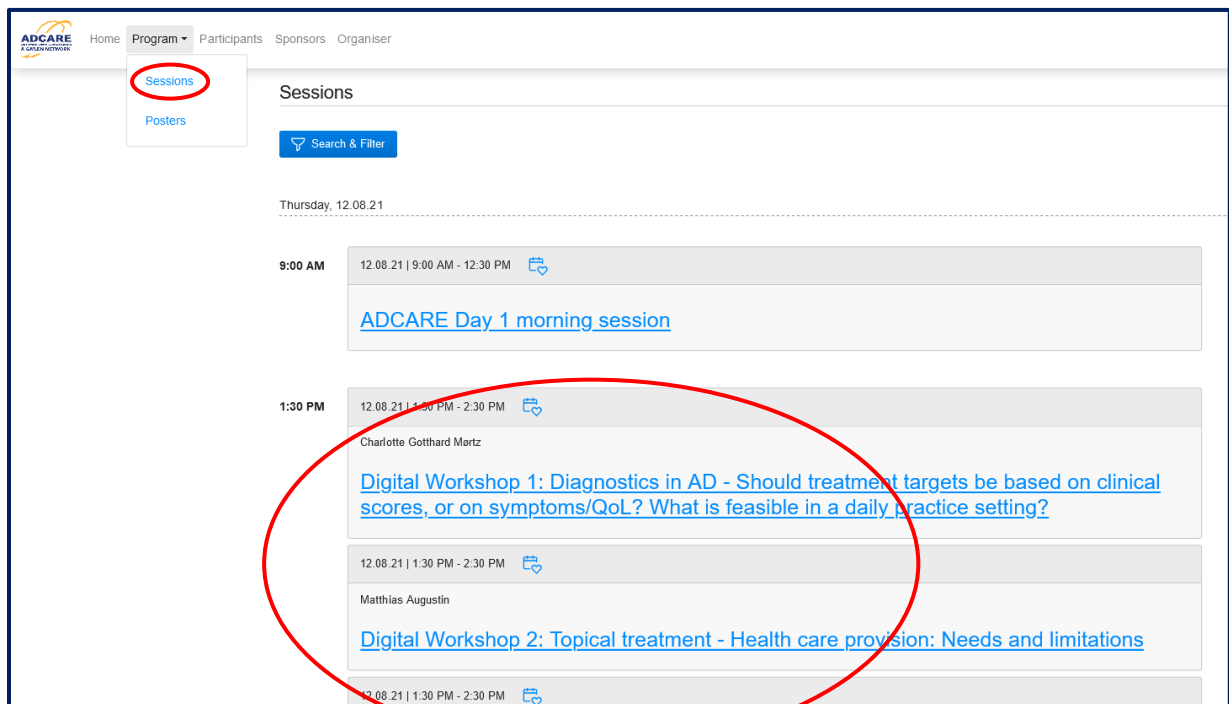 ADCARE
A GA²LEN NETWORK
Home Program Participants Sponsors Organiser
Sessions
Posters
Sessions
Search & Filter
Thursday, 12.08.21
9:00 AM
12.08.21 | 9:00 AM - 12:30 PM
ADCARE Day 1 morning session
1:30 PM
12.08.21 | 1:30 PM - 2:30 PM
Charlotte Gotthard Mørtz
Digital Workshop 1: Diagnostics in AD - Should treatment targets be based on clinical
scores, or on symptoms/QoL? What is feasible in a daily practice setting?
12.08.21 | 1:30 PM - 2:30 PM
Matthias Augustin
Digital Workshop 2: Topical treatment - Health care provision: Needs and limitations
12.08.21 | 1:30 PM - 2:30 PM